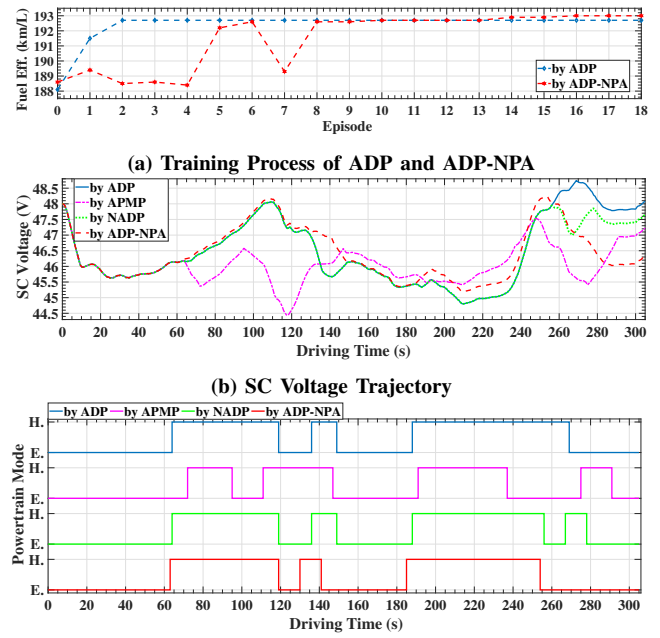 Fuel Eff. (km/L)
193
192
191
190
189
188
by ADP
by ADP-NPA
0 1 2 3 4 5 6 7 8 9 10 11 12 13 14 15 16 17 18
Episode
(a) Training Process of ADP and ADP-NPA
SC Voltage (V)
48.5
48
47.5
46.5
46
45.5
45
44.5
by ADP
by APMP
by NADP
by ADP-NPA
0 20 40 60 80 100 120 140 160 180 200 220 240 260 280 300
Driving Time (s)
(b) SC Voltage Trajectory
by ADP by APMP by NADP by ADP-NPA
Powertrain Mode
H.
E.
H.
E.
H.
E.
H.
E.
0 20 40 60 80 100 120 140 160 180 200 220 240 260 280 300
Driving Time (s)